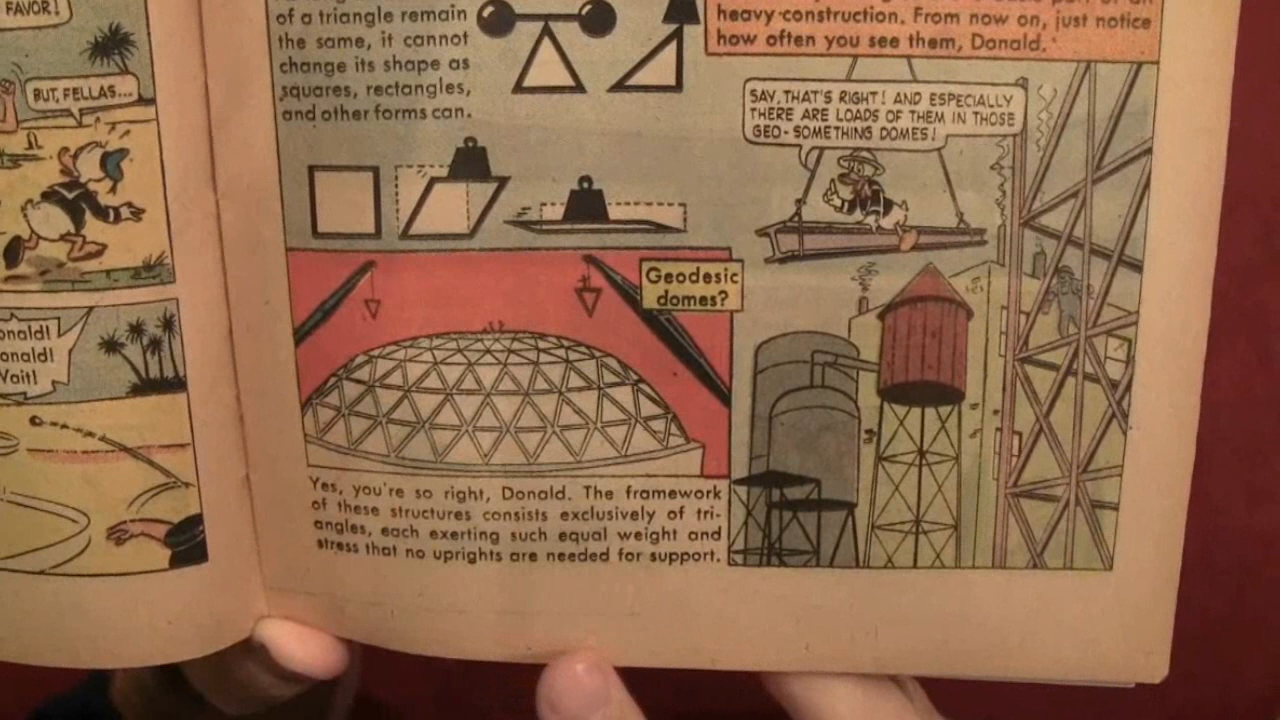 FAVOR!
BUT, FELLAS...
onald!
onald!
Wait!
of a triangle remain
the same, it cannot
change its shape as
squares, rectangles,
and other forms can.
heavy construction. From now on, just notice
how often you see them, Donald.
SAY, THAT'S RIGHT! AND ESPECIALLY
THERE ARE LOADS OF THEM IN THOSE
GEO-SOMETHING DOMES!
Geodesic
domes?
Yes, you're so right, Donald. The framework
of these structures consists exclusively of tri-
angles, each exerting such equal weight and
stress that no uprights are needed for support.